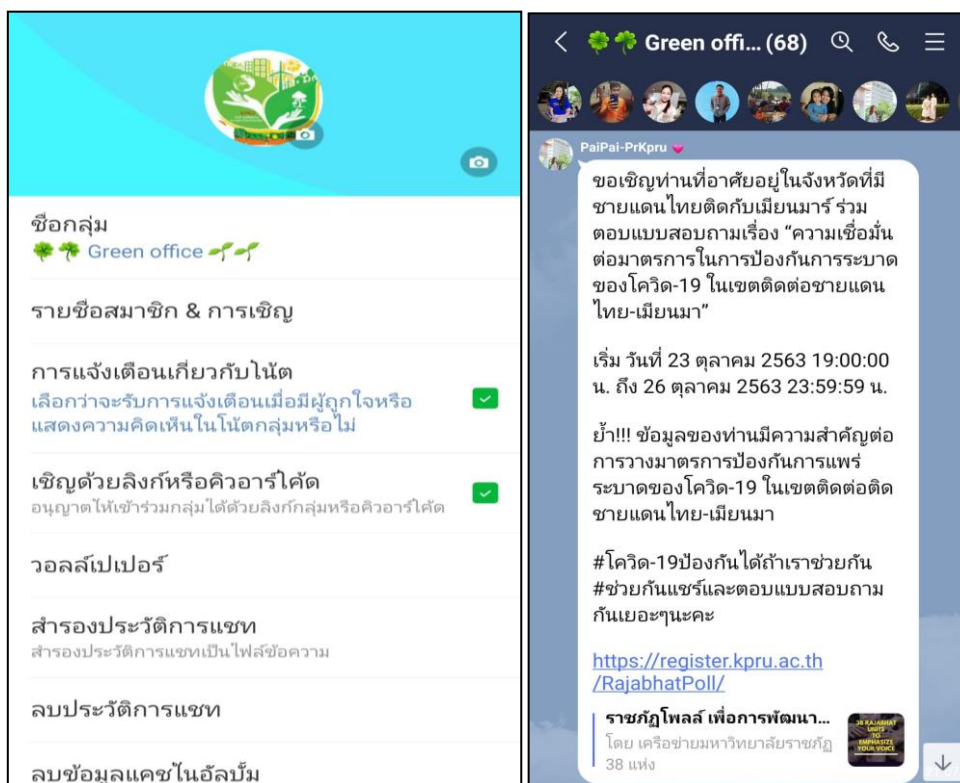 ชื่อกลุ่ม
🍀 🌴 Green office 🌱🌱
รายชื่อสมาชิก & การเชิญ
การแจ้งเตือนเกี่ยวกับโน้ต
เลือกว่าจะรับการแจ้งเตือนเมื่อมีผู้ถูกใจหรือ
แสดงความคิดเห็นในโน้ตกลุ่มหรือไม่
เชิญด้วยลิงก์หรือคิวอาร์โค้ด
อนุญาตให้เข้าร่วมกลุ่มได้ด้วยลิงก์กลุ่มหรือคิวอาร์โค้ด
วอลล์เปเปอร์
สำรองประวัติการแชท
สำรองประวัติการแชทเป็นไฟล์ข้อความ
ลบประวัติการแชท
ลบข้อมูลแคชในอัลบั้ม
🍀 🌴 Green offi... (68)
PaiPai-PrKpru
ขอเชิญท่านที่อาศัยอยู่ในจังหวัดที่มี
ชายแดนไทยติดกับเมียนมาร์ ร่วม
ตอบแบบสอบถามเรื่อง “ความเชื่อมั่น
ต่อมาตรการในการป้องกันการระบาด
ของโควิด-19 ในเขตติดต่อชายแดน
ไทย-เมียนมา”
เริ่ม วันที่ 23 ตุลาคม 2563 19:00:00
น. ถึง 26 ตุลาคม 2563 23:59:59 น.
ย้ำ!!! ข้อมูลของท่านมีความสำคัญต่อ
การวางมาตรการป้องกันการแพร่
ระบาดของโควิด-19 ในเขตติดต่อติด
ชายแดนไทย-เมียนมา
#โควิด-19ป้องกันได้ถ้าเราช่วยกัน
#ช่วยกันแชร์และตอบแบบสอบถาม
กันเยอะๆนะคะ
https://register.kpru.ac.th
/RajabhatPoll/
ราชภัฏโพลล์ เพื่อการพัฒนา...
โดย เครือข่ายมหาวิทยาลัยราชภัฏ
38 แห่ง
38 RAJABHAT
UNITS
TO
EMPHASIZE
YOUR VOICE